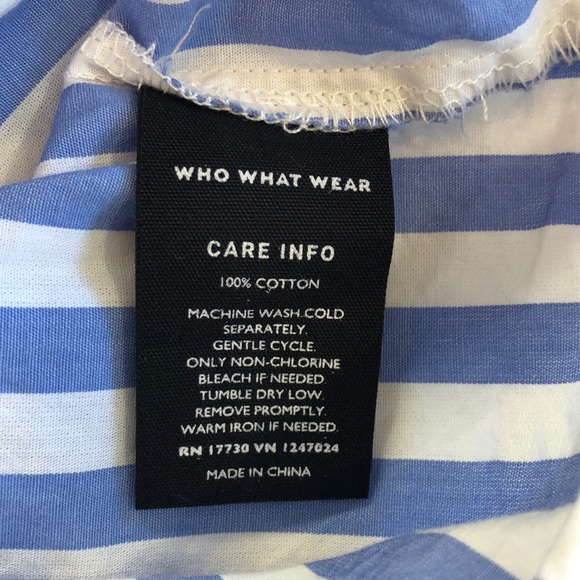 WHO WHAT WEAR
CARE INFO
100% COTTON
MACHINE WASH COLD
SEPARATELY.
GENTLE CYCLE.
ONLY NON-CHLORINE
BLEACH IF NEEDED.
TUMBLE DRY LOW.
REMOVE PROMPTLY.
WARM IRON IF NEEDED.
RN 17730 VN 1247024
MADE IN CHINA